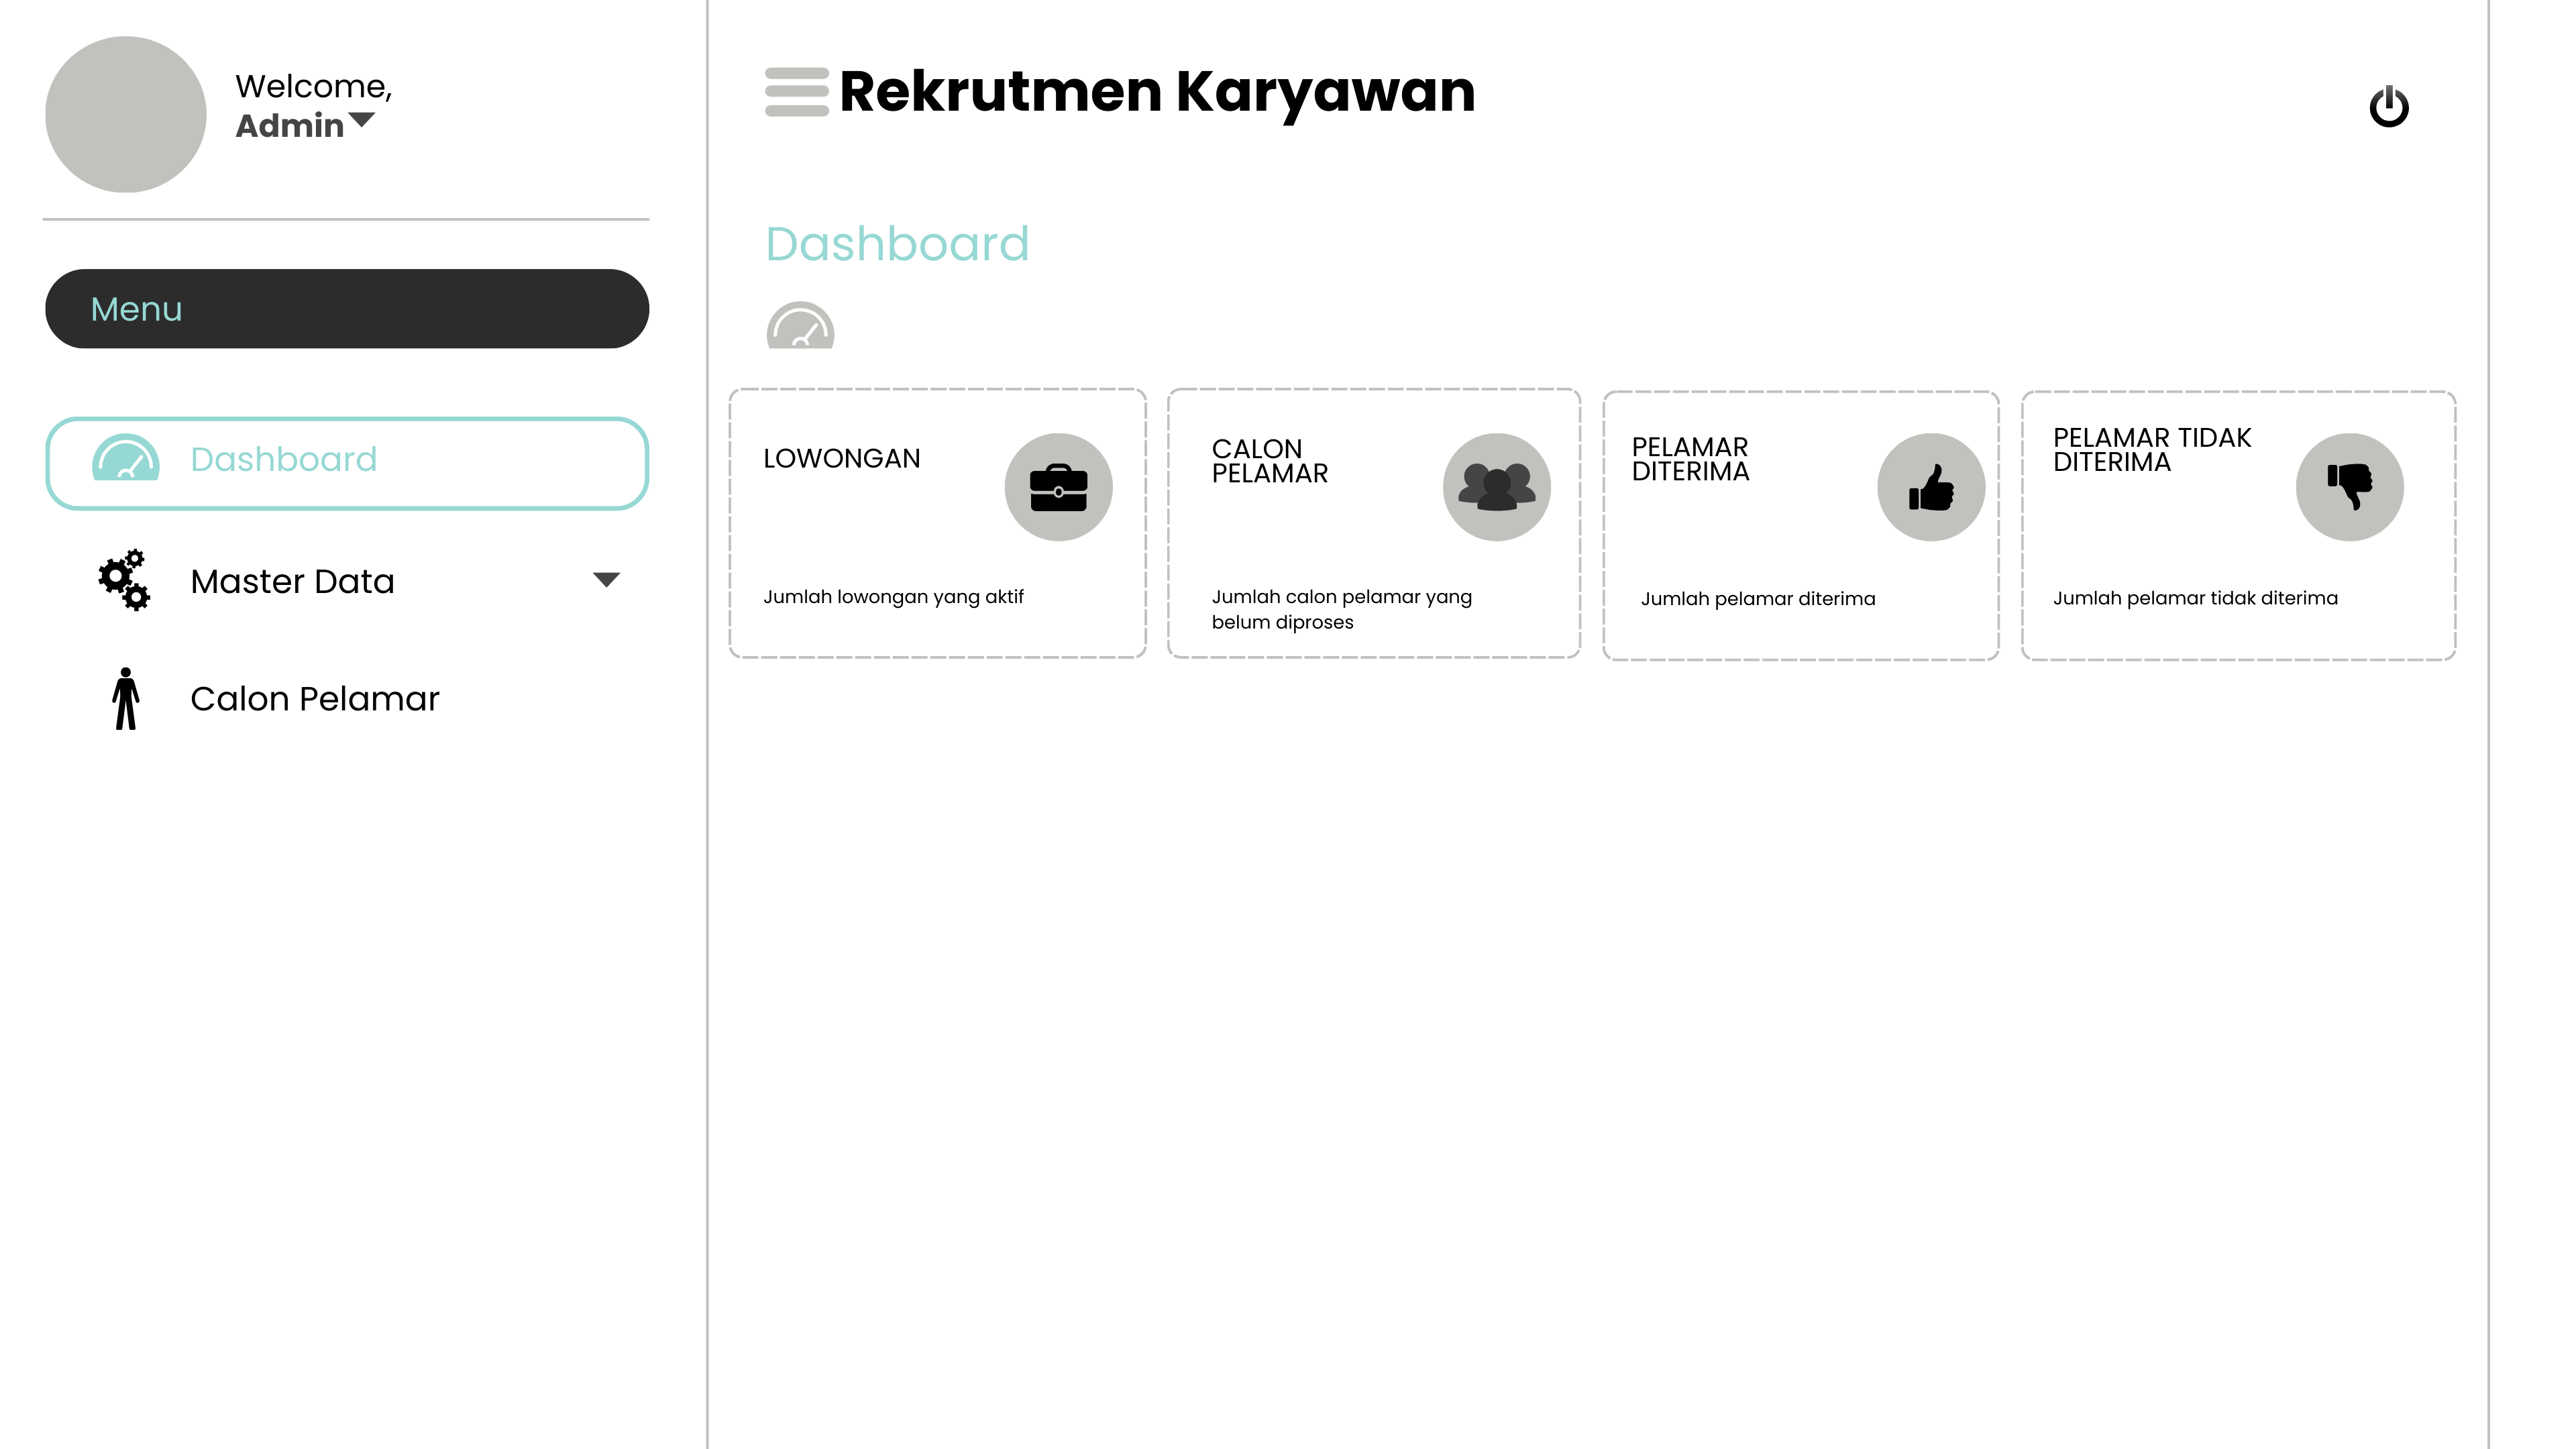 Welcome,
Admin
Menu
Dashboard
Master Data
Calon Pelamar
Rekrutmen Karyawan
Dashboard
LOWONGAN
Jumlah lowongan yang aktif
CALON
PELAMAR
Jumlah calon pelamar yang
belum diproses
PELAMAR
DITERIMA
Jumlah pelamar diterima
PELAMAR TIDAK
DITERIMA
Jumlah pelamar tidak diterima